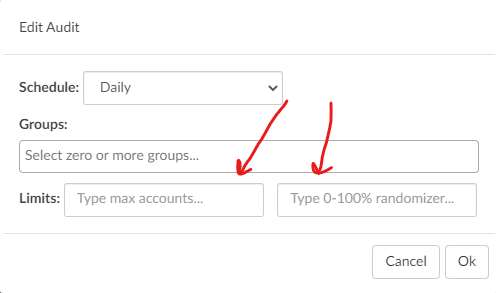 Edit Audit
Schedule: Daily
Groups:
Select zero or more groups...
Limits: Type max accounts... Type 0-100% randomizer...
Cancel Ok